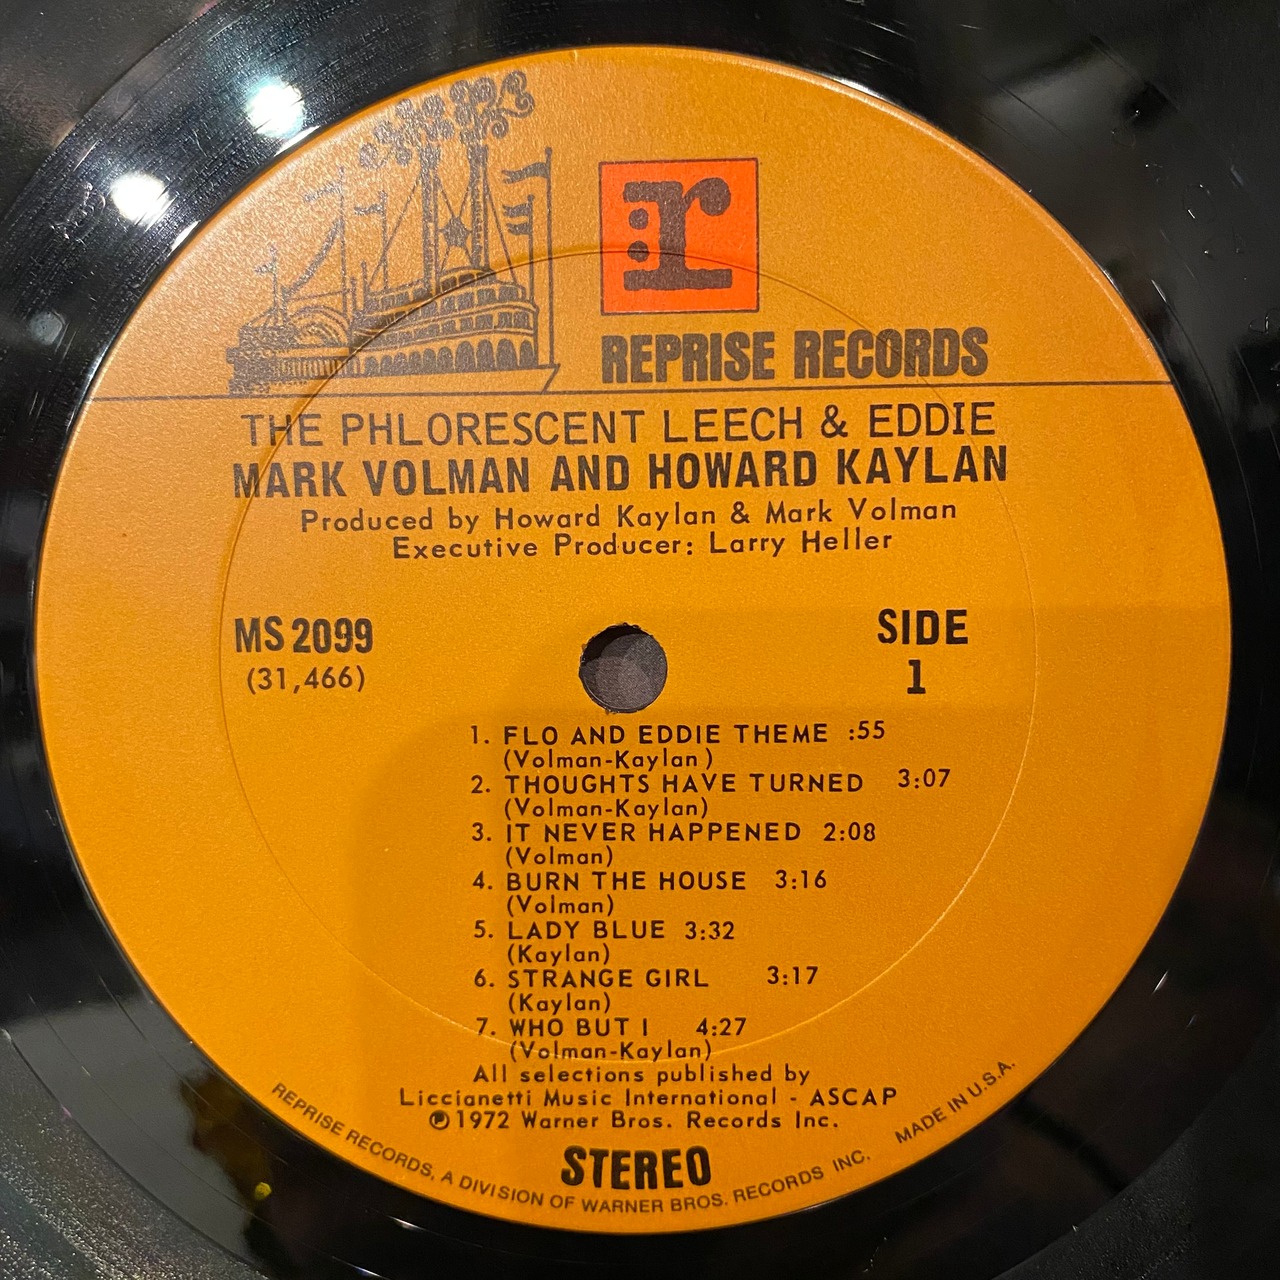 r:
REPRISE RECORDS
THE PHLORESCENT LEECH & EDDIE
MARK VOLMAN AND HOWARD KAYLAN
Produced by Howard Kaylan & Mark Volman
Executive Producer: Larry Heller
MS 2099
(31,466)
SIDE
1
1. FLO AND EDDIE THEME :55
(Volman-Kaylan)
2. THOUGHTS HAVE TURNED 3:07
(Volman-Kaylan)
3. IT NEVER HAPPENED 2:08
(Volman)
4. BURN THE HOUSE 3:16
(Volman)
5. LADY BLUE 3:32
(Kaylan)
6. STRANGE GIRL 3:17
(Kaylan)
7. WHO BUT I 4:27
(Volman-Kaylan)
All selections published by
Liccianetti Music International - ASCAP
℗1972 Warner Bros. Records Inc.
STEREO
REPRISE RECORDS, A DIVISION OF WARNER BROS. RECORDS INC. MADE IN U.S.A.